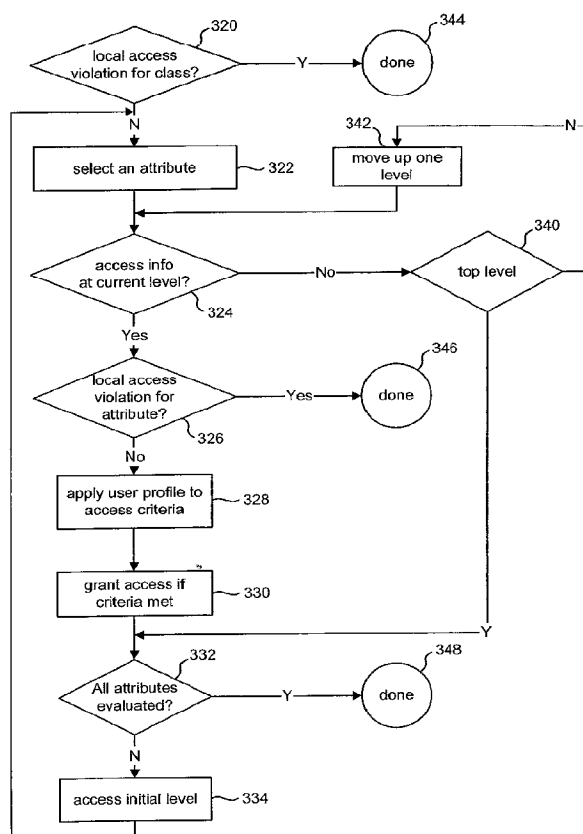 320
local access
violation for class?
Y
344
done
N
select an attribute
322
342
move up one
level
N
340
access info
at current level?
324
No
top level
Yes
local access
violation for
attribute?
326
Yes
346
done
No
apply user profile to
access criteria
328
grant access if
criteria met
330
Y
332
All attributes
evaluated?
Y
348
done
N
access initial level
334